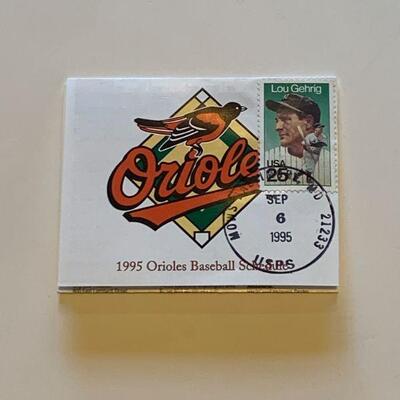 Lou Gehrig
Orioles
USA
25
SEP
6
1995
21233
USPS
1995 Orioles Baseball Schedule